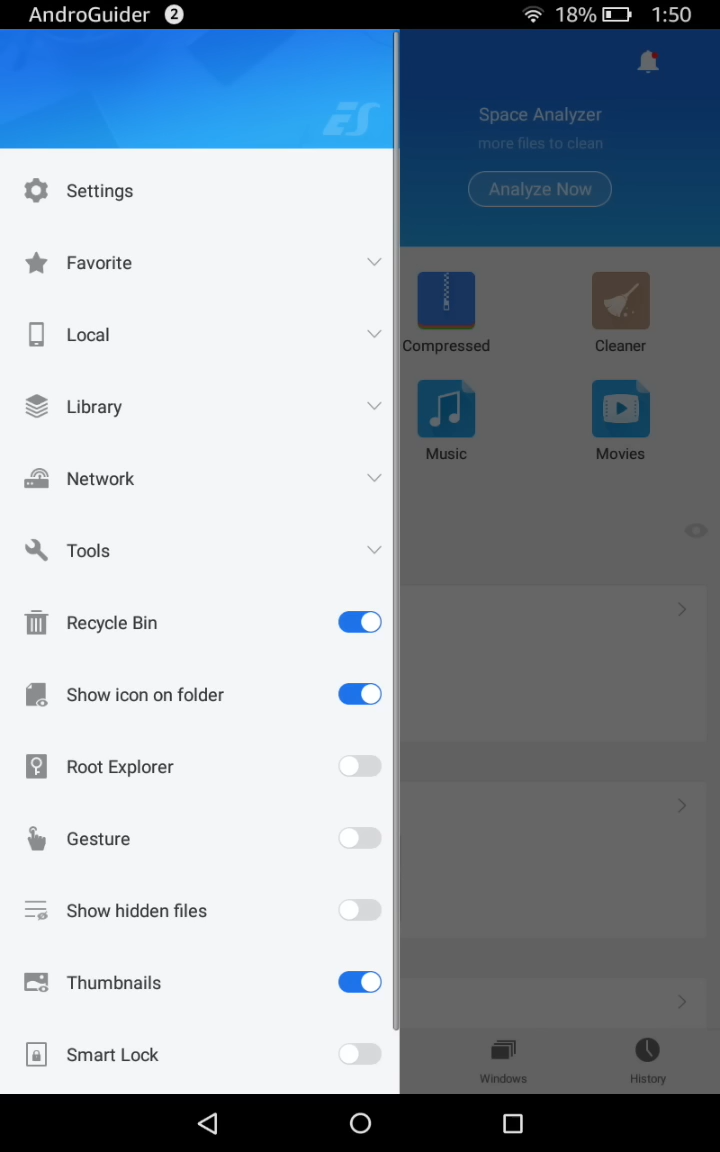 AndroGuider 2 18% 1:50
ES
Settings
Favorite
Local
Library
Network
Tools
Recycle Bin
Show icon on folder
Root Explorer
Gesture
Show hidden files
Thumbnails
Smart Lock
Space Analyzer
more files to clean
Analyze Now
Compressed
Cleaner
Music
Movies
Windows
History